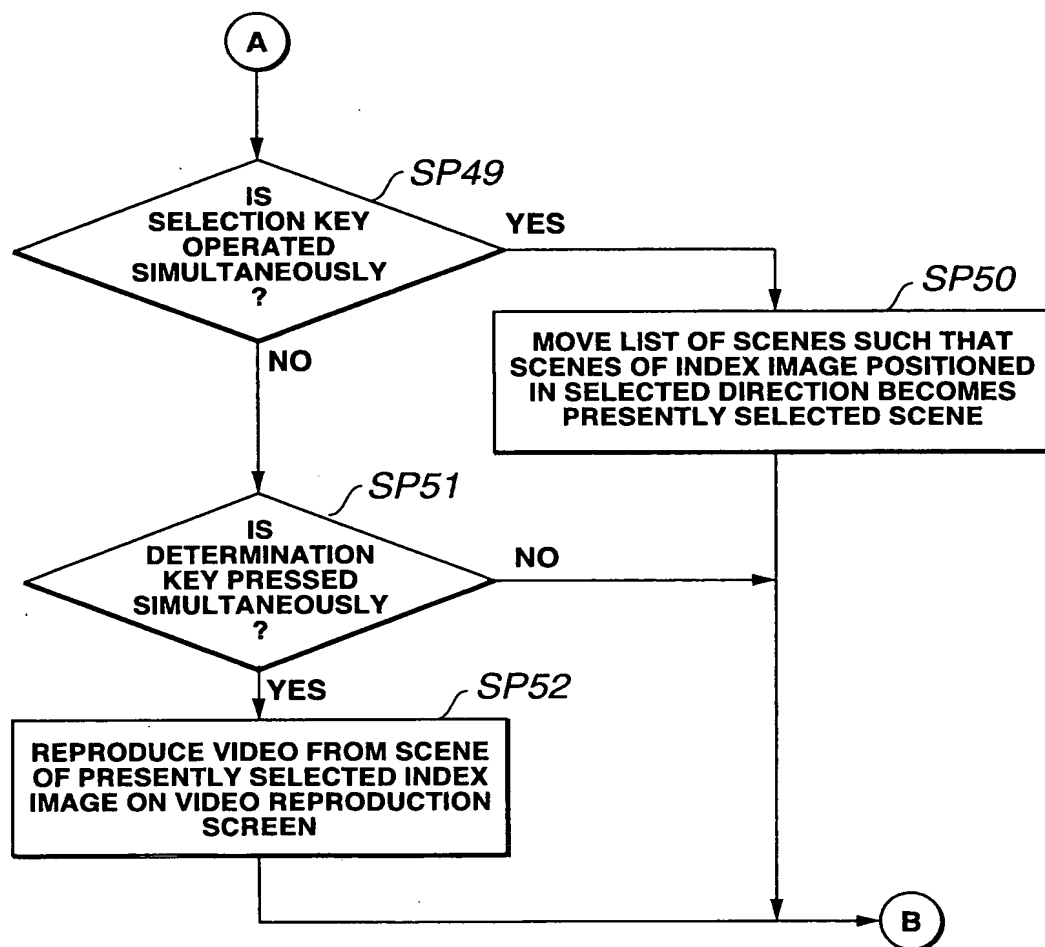 A
SP49
IS
SELECTION KEY
OPERATED
SIMULTANEOUSLY
?
YES
NO
SP50
MOVE LIST OF SCENES SUCH THAT
SCENES OF INDEX IMAGE POSITIONED
IN SELECTED DIRECTION BECOMES
PRESENTLY SELECTED SCENE
SP51
IS
DETERMINATION
KEY PRESSED
SIMULTANEOUSLY
?
NO
YES
SP52
REPRODUCE VIDEO FROM SCENE
OF PRESENTLY SELECTED INDEX
IMAGE ON VIDEO REPRODUCTION
SCREEN
B